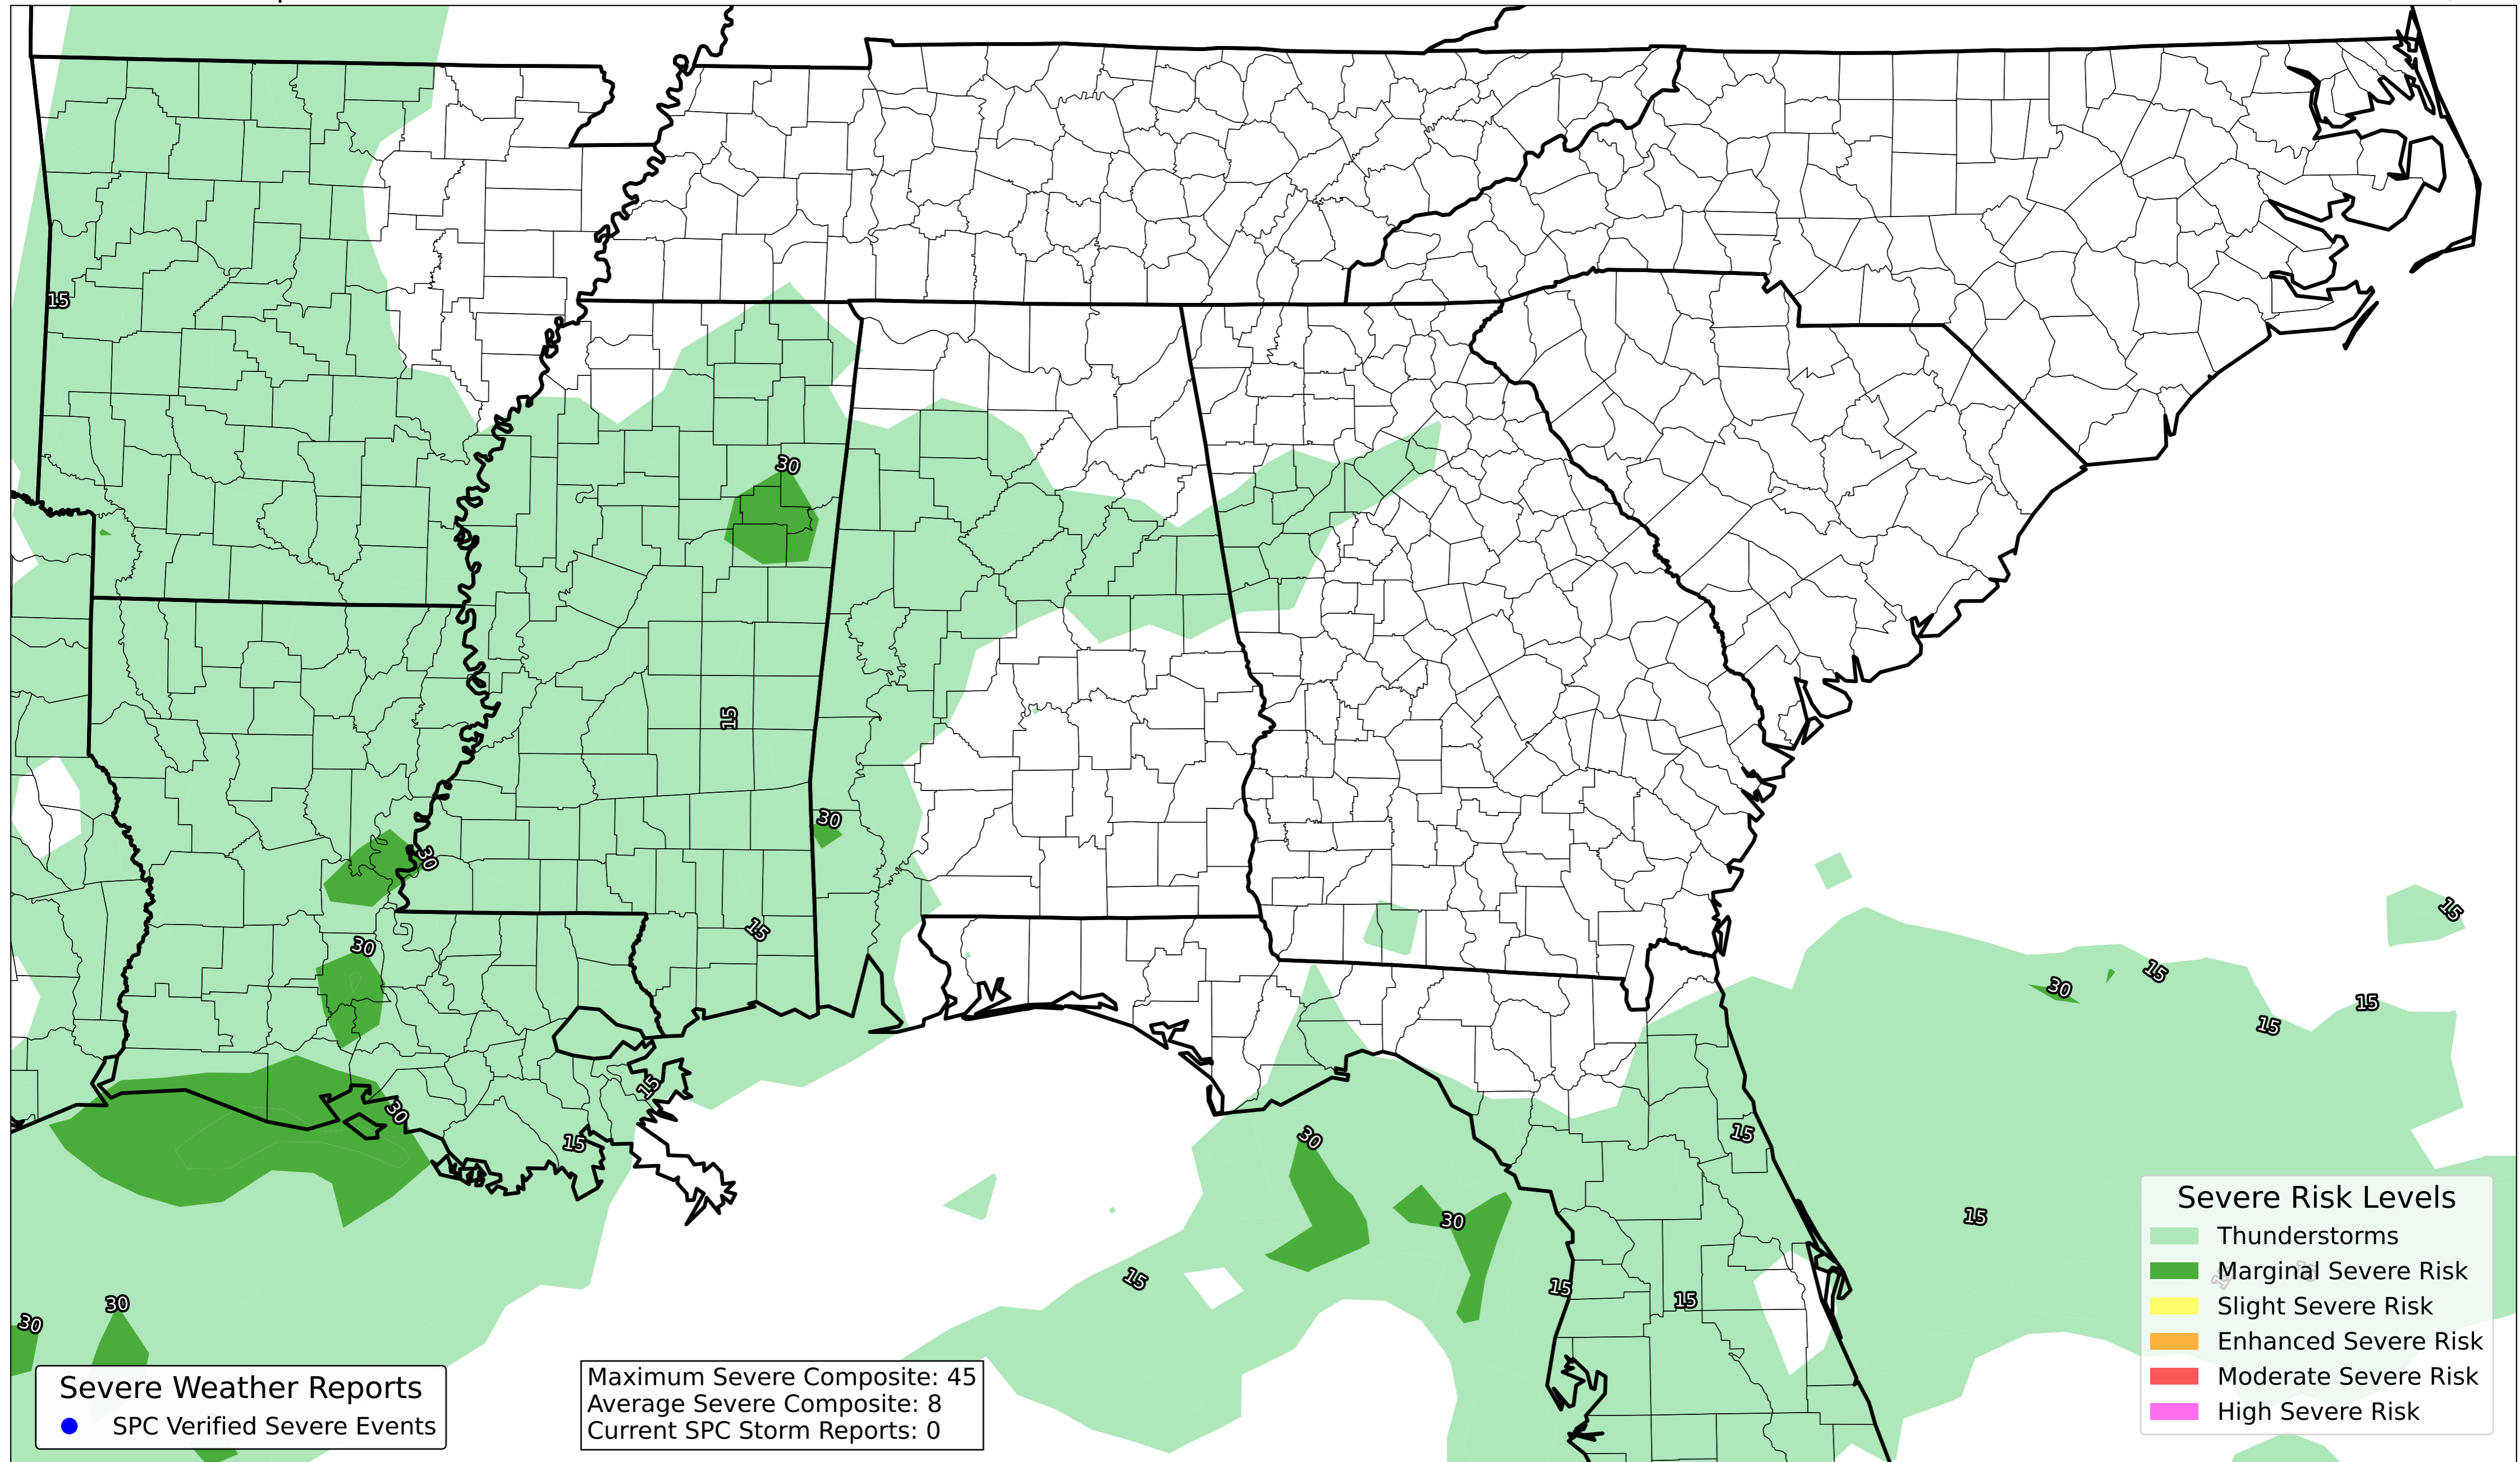 15
30
15
30
30
15
30
15
15
15
15
30
15
15
30
15
15
30
15
15
30
15
15
15
30
30
Severe Risk Levels
Thunderstorms
Marginal Severe Risk
Slight Severe Risk
Enhanced Severe Risk
Moderate Severe Risk
High Severe Risk
Severe Weather Reports
SPC Verified Severe Events
Maximum Severe Composite: 45
Average Severe Composite: 8
Current SPC Storm Reports: 0